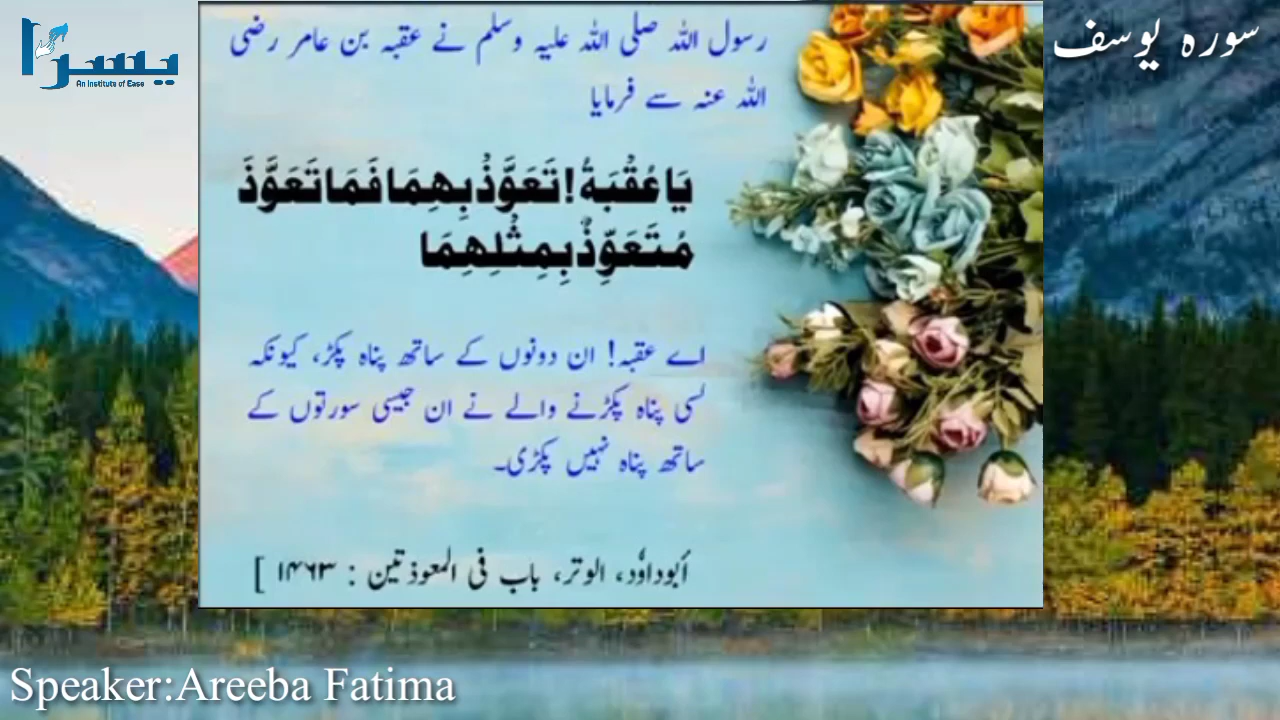 یسرا
An Institute of Ease
سورہ یوسف
رسول اللہ صلی اللہ علیہ وسلم نے عقبہ بن عامر رضی
اللہ عنہ سے فرمایا
يَا عُقْبَةُ! تَعَوَّذْ بِهِمَا فَمَا تَعَوَّذَ
مُتَعَوِّذٌ بِمِثْلِهِمَا
اے عقبہ! ان دونوں کے ساتھ پناہ پکڑ، کیونکہ
کسی پناہ پکڑنے والے نے ان جیسی سورتوں کے
ساتھ پناہ نہیں پکڑی۔
أبوداوٗد، الوتر، باب فی المعوذتین : ۱۴۶۳ ]
Speaker:Areeba Fatima